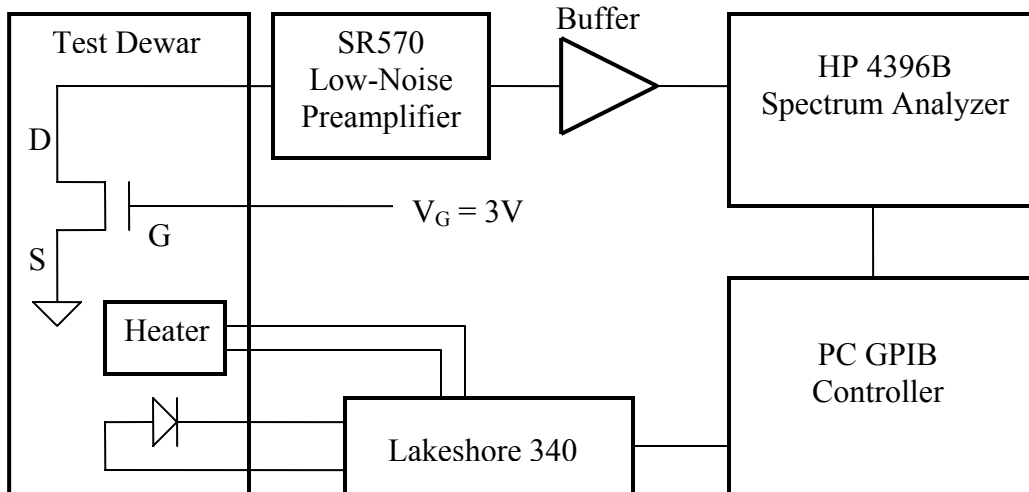 Test Dewar
SR570
Low-Noise
Preamplifier
Buffer
HP 4396B
Spectrum Analyzer
D
G
S
V_G = 3V
Heater
Lakeshore 340
PC GPIB
Controller